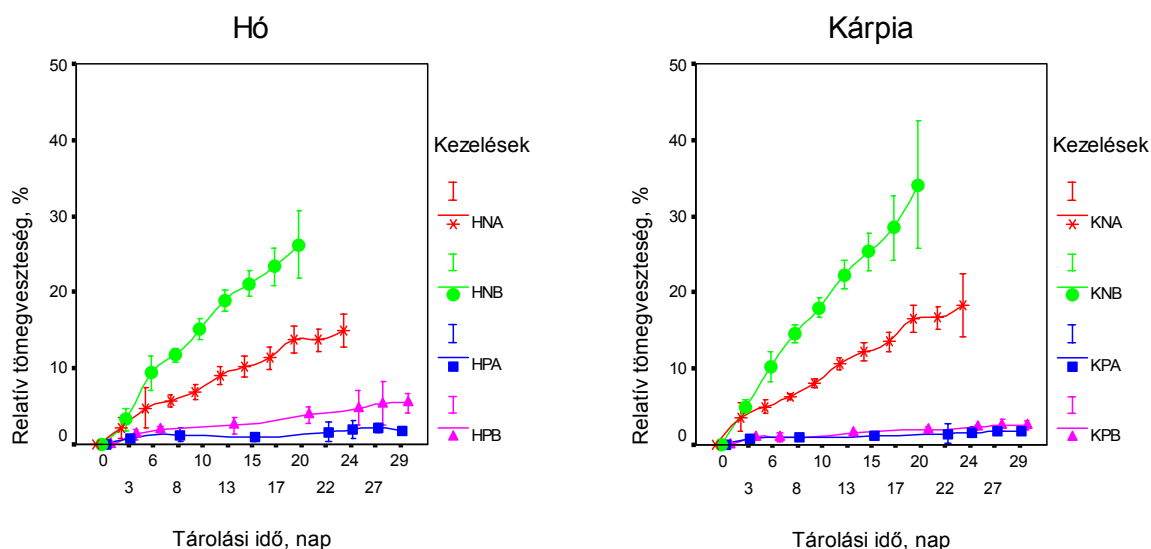 Hó
Relatív tömegveszteség, %
50
40
30
20
10
0
0 6 10 15 20 24 29
3 8 13 17 22 27
Tárolási idő, nap
Kezelések
HNA
HNB
HPA
HPB
Kárpia
Relatív tömegveszteség, %
50
40
30
20
10
0
0 6 10 15 20 24 29
3 8 13 17 22 27
Tárolási idő, nap
Kezelések
KNA
KNB
KPA
KPB